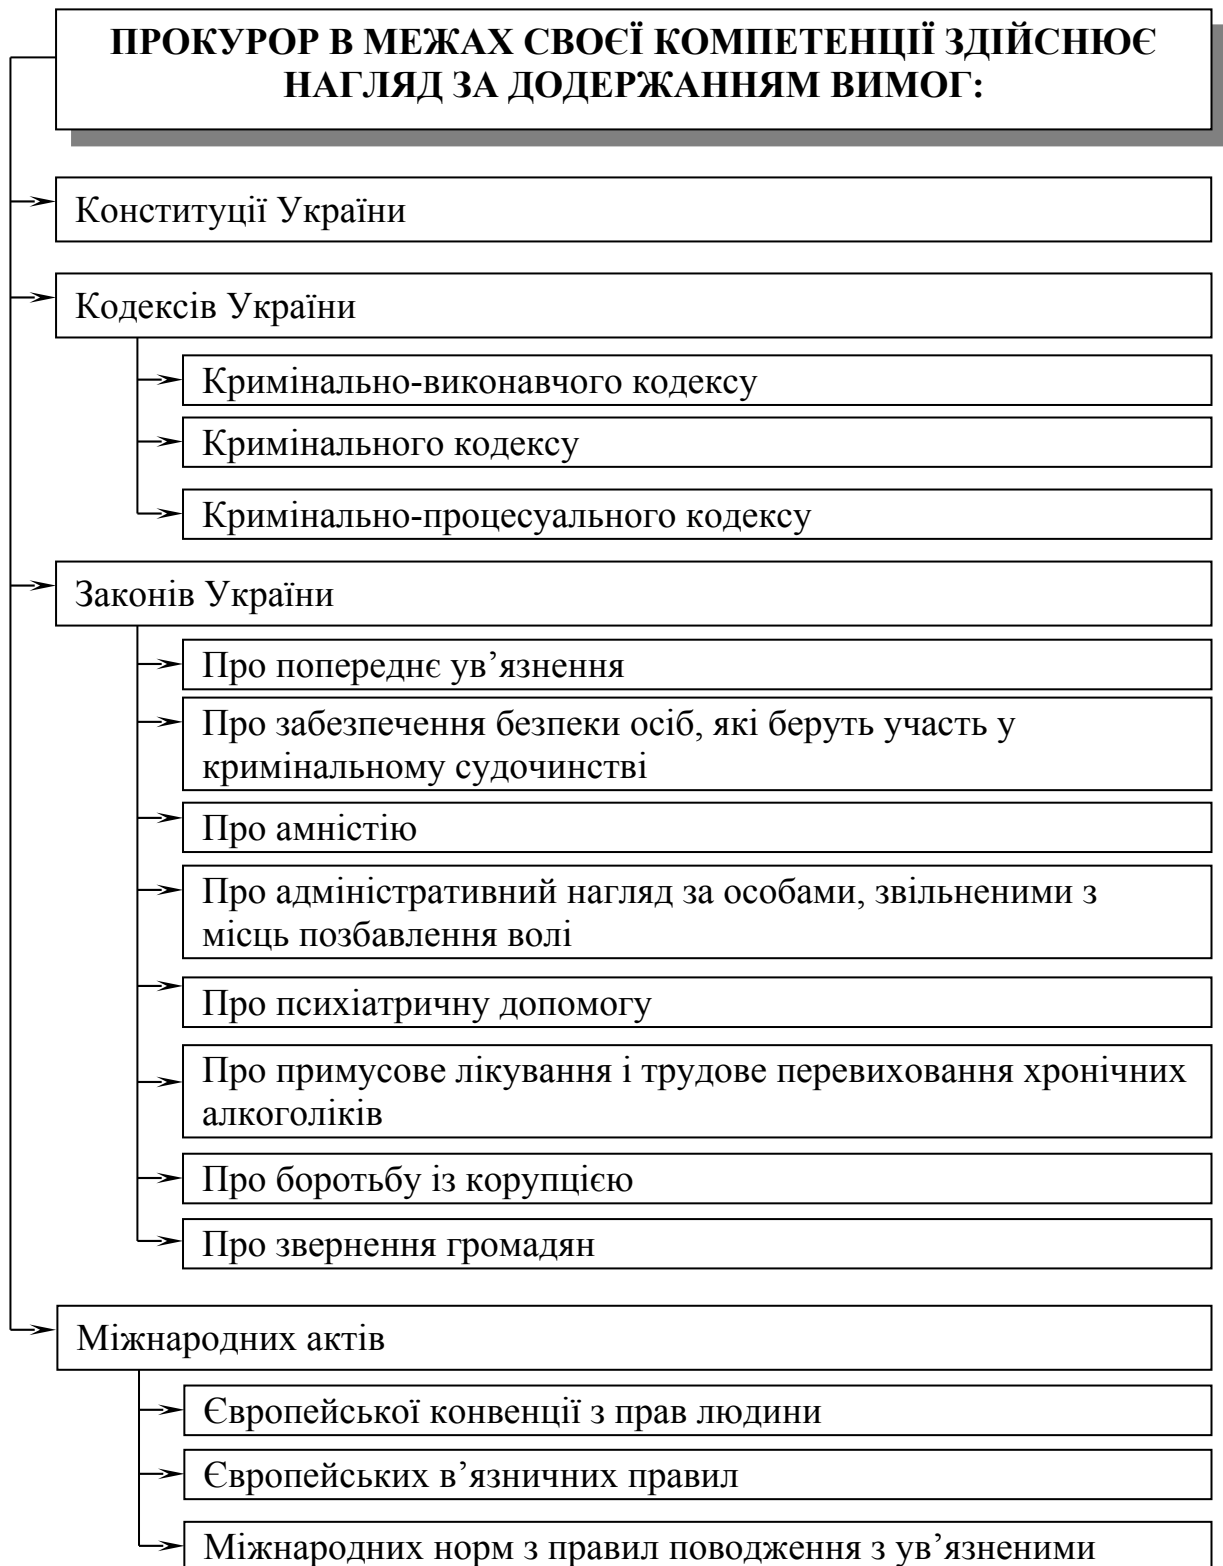 ПРОКУРОР В МЕЖАХ СВОЄЇ КОМПЕТЕНЦІЇ ЗДІЙСНЮЄ
НАГЛЯД ЗА ДОДЕРЖАННЯМ ВИМОГ:
Конституції України
Кодексів України
Кримінально-виконавчого кодексу
Кримінального кодексу
Кримінально-процесуального кодексу
Законів України
Про попереднє ув’язнення
Про забезпечення безпеки осіб, які беруть участь у
кримінальному судочинстві
Про амністію
Про адміністративний нагляд за особами, звільненими з
місць позбавлення волі
Про психіатричну допомогу
Про примусове лікування і трудове перевиховання хронічних
алкоголіків
Про боротьбу із корупцією
Про звернення громадян
Міжнародних актів
Європейської конвенції з прав людини
Європейських в’язничних правил
Міжнародних норм з правил поводження з ув’язненими